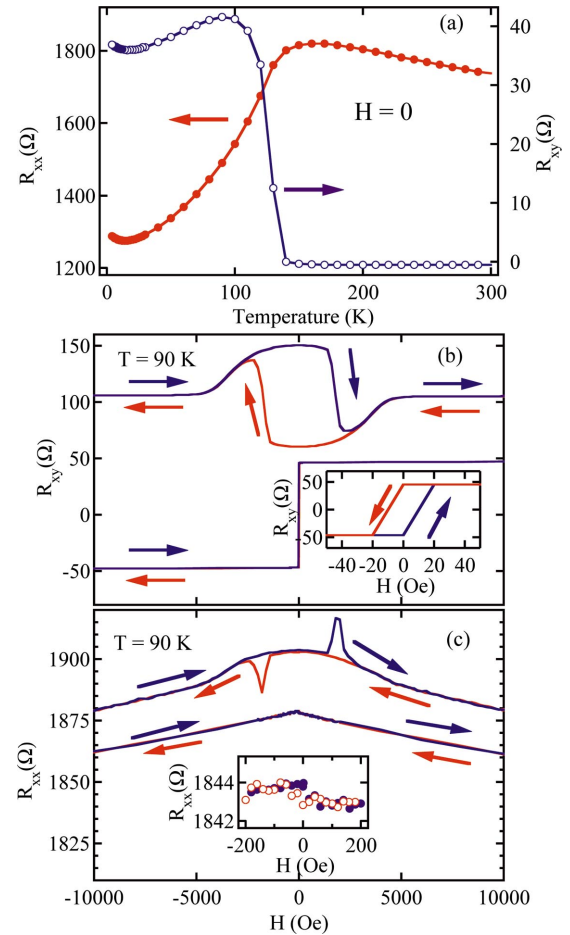 (a)
1800
1600
1400
1200
R_xx(Ω)
40
30
20
10
0
R_xy(Ω)
H = 0
0
100
200
300
Temperature (K)
T = 90 K
(b)
150
100
50
0
-50
R_xy(Ω)
50
0
-50
R_xy(Ω)
-40
-20
0
20
40
H (Oe)
T = 90 K
(c)
1900
1875
1850
1835
1810
R_xx(Ω)
1844
1842
R_xx(Ω)
-200
0
200
H (Oe)
-10000
-5000
0
5000
10000
H (Oe)